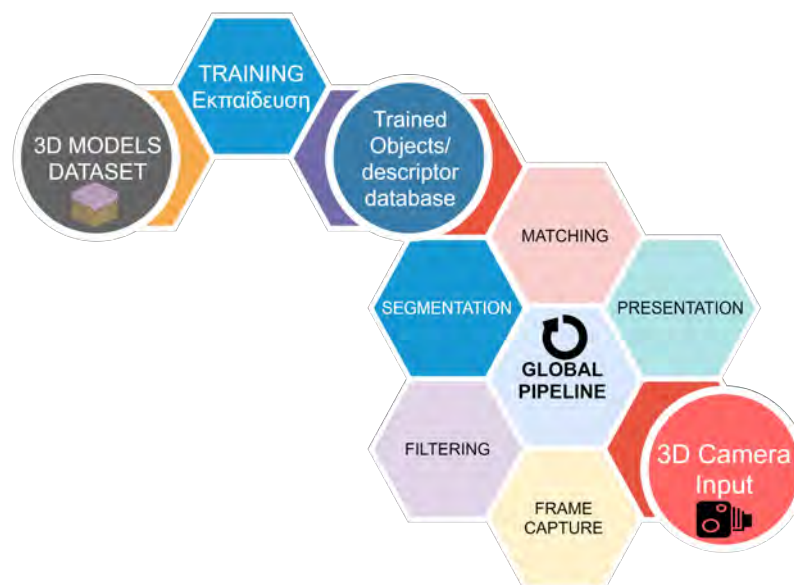 TRAINING
Εκπαίδευση
3D MODELS
DATASET
Trained
Objects/
descriptor
database
MATCHING
SEGMENTATION
PRESENTATION
GLOBAL
PIPELINE
FILTERING
3D Camera
Input
FRAME
CAPTURE